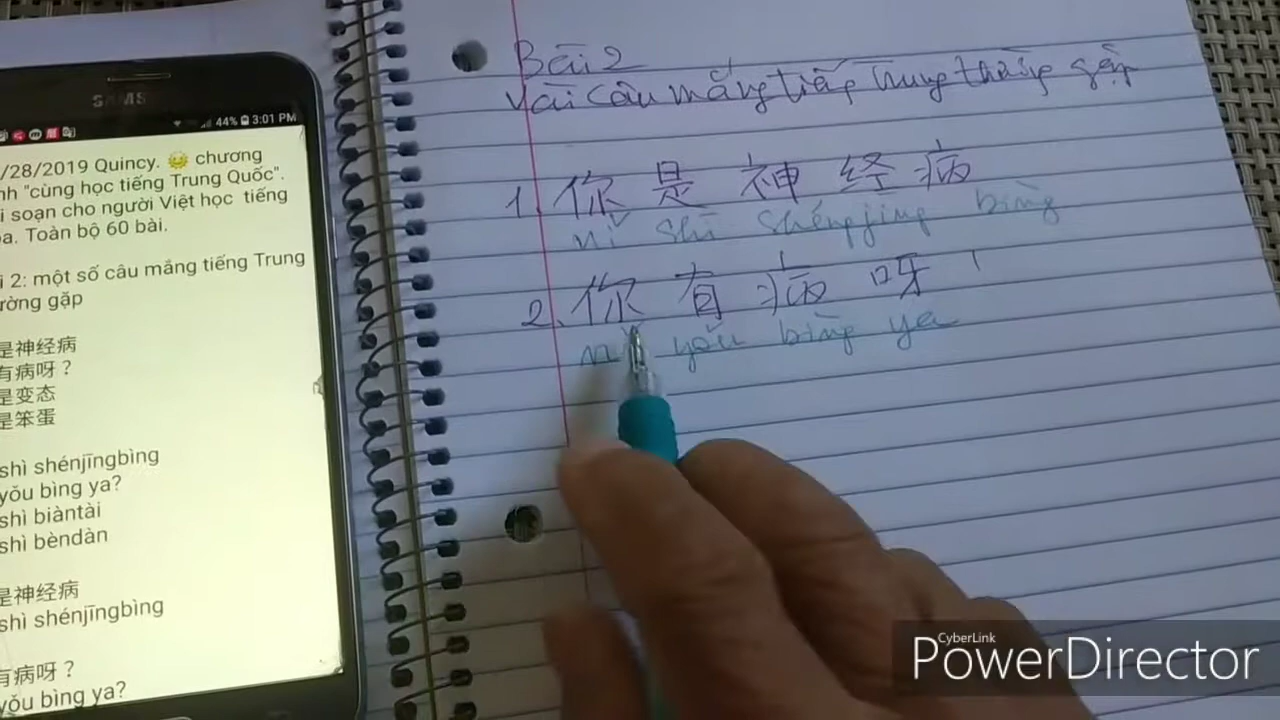 SAMS
44% 3:01 PM
/28/2019 Quincy. 🌞 chương
nh "cùng học tiếng Trung Quốc".
i soạn cho người Việt học tiếng
oa. Toàn bộ 60 bài.
i 2: một số câu mắng tiếng Trung
ường gặp
是神经病
有病呀？
是变态
是笨蛋
shì shénjīngbìng
yǒu bìng ya?
shì biàntài
shì bèndàn
是神经病
shì shénjīngbìng
有病呀？
yǒu bìng ya?
Bài 2
Vài câu mắng tiếng Trung thường gặp
1. 你是神经病
nǐ shì shénjīng bìng
2. 你有病呀
yǒu bìng ya
CyberLink
PowerDirector